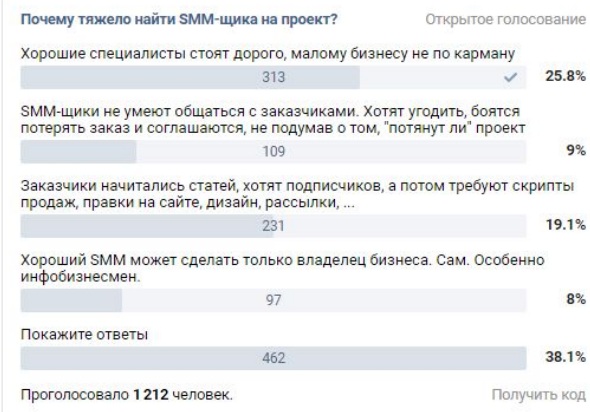 Почему тяжело найти SMM-щика на проект? Открытое голосование
Хорошие специалисты стоят дорого, малому бизнесу не по карману
313 25.8%
SMM-щики не умеют общаться с заказчиками. Хотят угодить, боятся
потерять заказ и соглашаются, не подумав о том, "потянут ли" проект
109 9%
Заказчики начитались статей, хотят подписчиков, а потом требуют скрипты
продаж, правки на сайте, дизайн, рассылки, ...
231 19.1%
Хороший SMM может сделать только владелец бизнеса. Сам. Особенно
инфобизнесмен.
97 8%
Покажите ответы
462 38.1%
Проголосовало 1 212 человек. Получить код